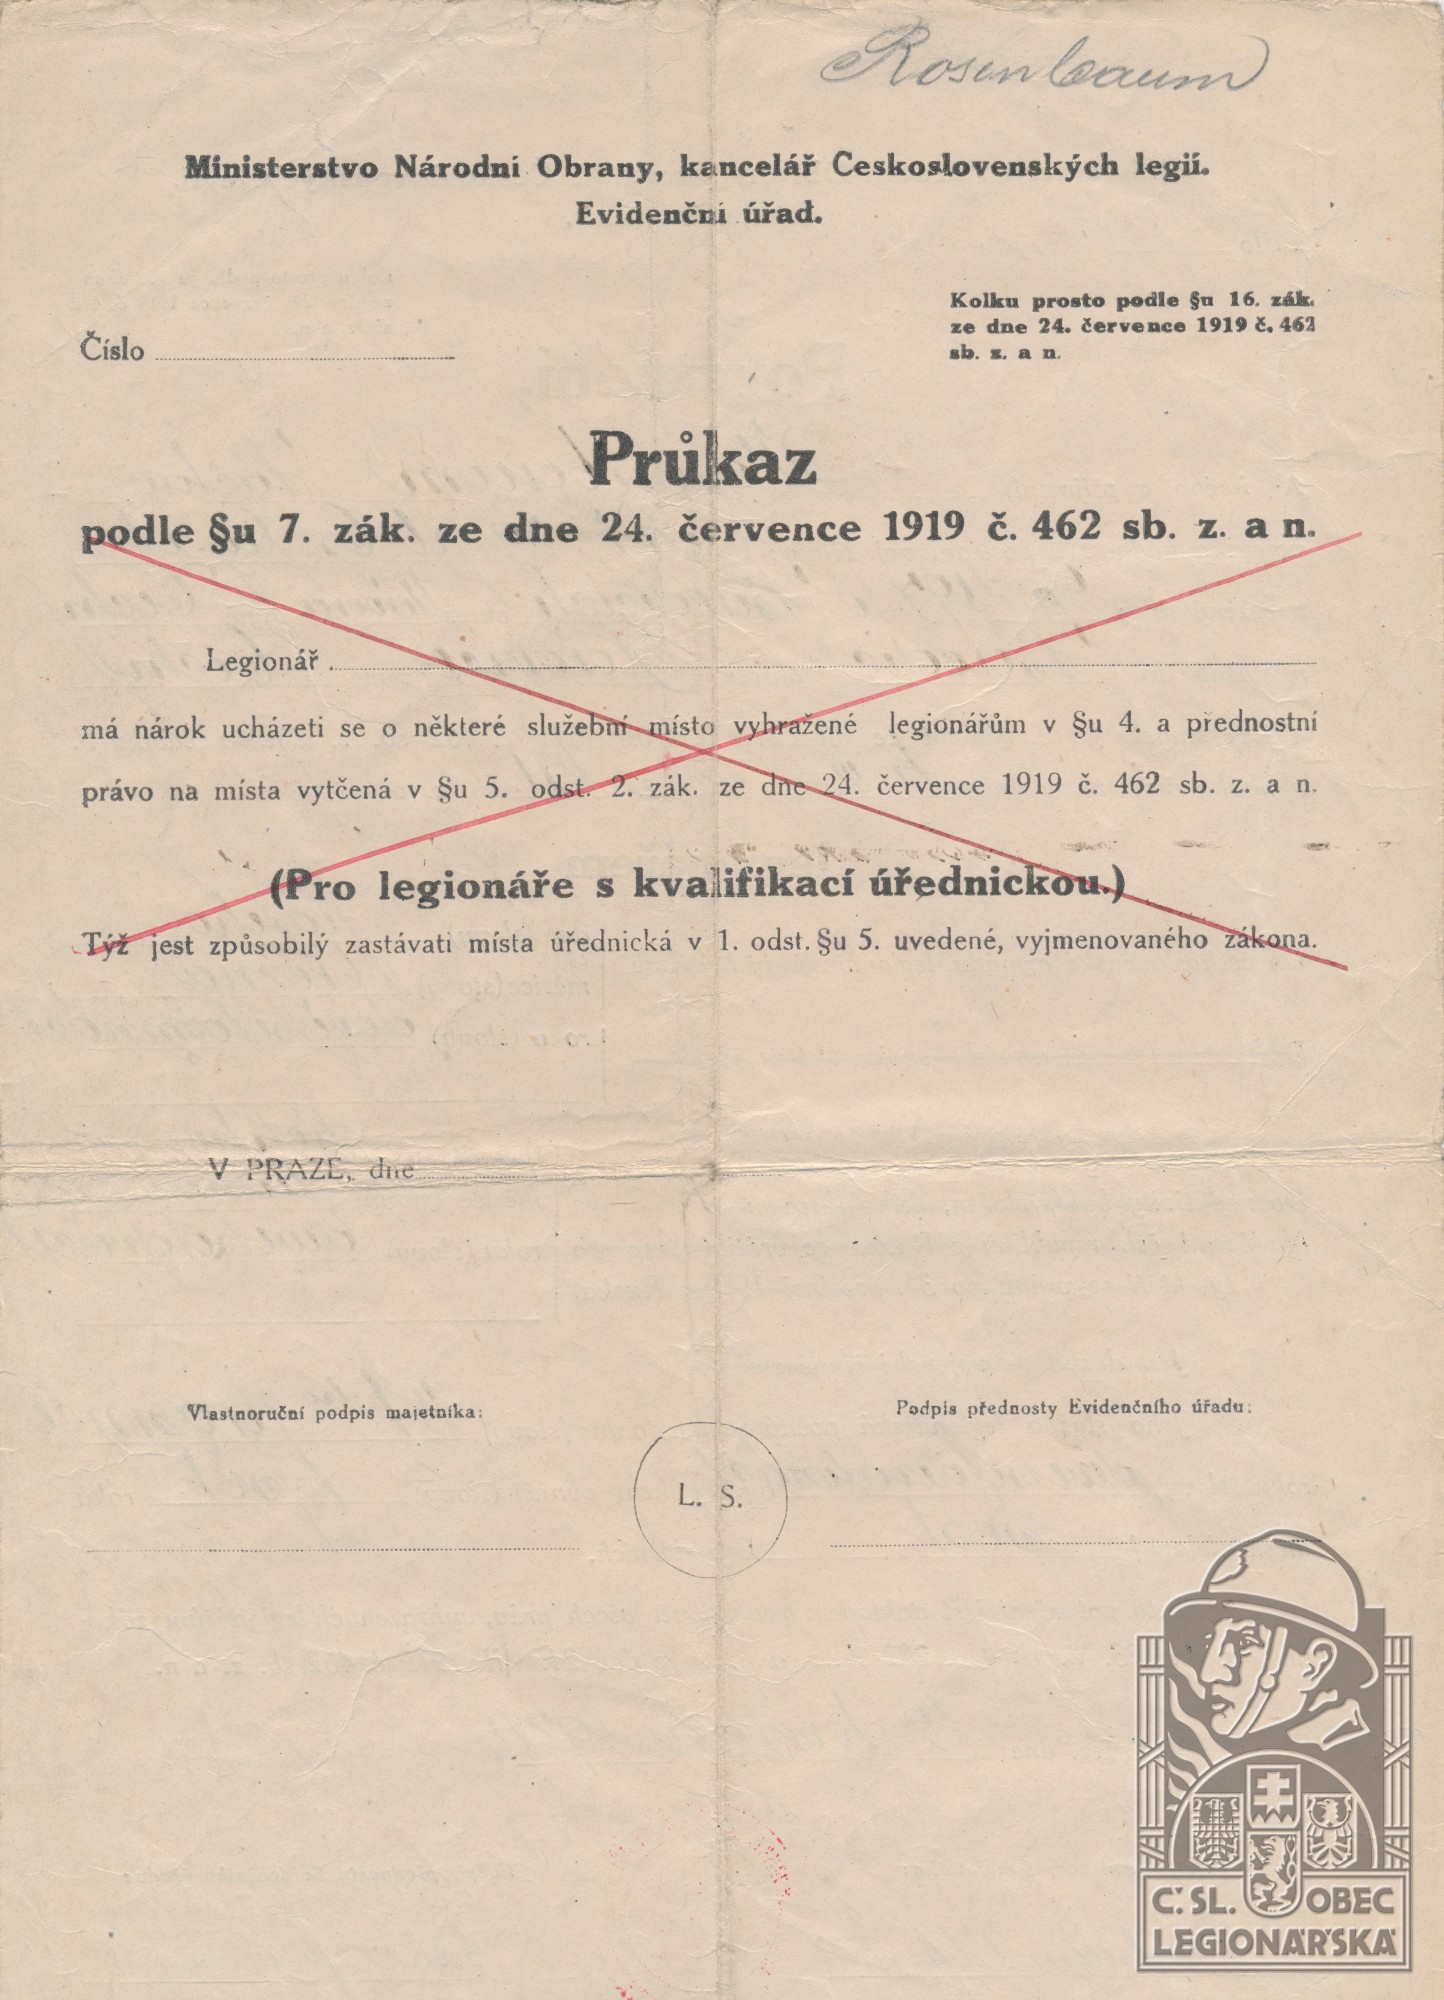 Rosenbaum
Ministerstvo Národní Obrany, kancelář Československých legií.
Evidenční úřad.
Kolku prosto podle §u 16. zák.
ze dne 24. července 1919 č. 462
sb. z. a n.
Číslo
Průkaz
podle §u 7. zák. ze dne 24. července 1919 č. 462 sb. z. a n.
Legionář
má nárok ucházeti se o některé služební místo vyhražené legionářům v §u 4. a přednostní
právo na místa vytčená v §u 5. odst. 2. zák. ze dne 24. července 1919 č. 462 sb. z. a n.
(Pro legionáře s kvalifikací úřednickou.)
Týž jest způsobilý zastávati místa úřednická v 1. odst. §u 5. uvedené, vyjmenovaného zákona.
V PRAZE, dne
Vlastnoruční podpis majetníka:
Podpis přednosty Evidenčního úřadu:
L. S.
Č. SL. OBEC
LEGIONÁŘSKÁ